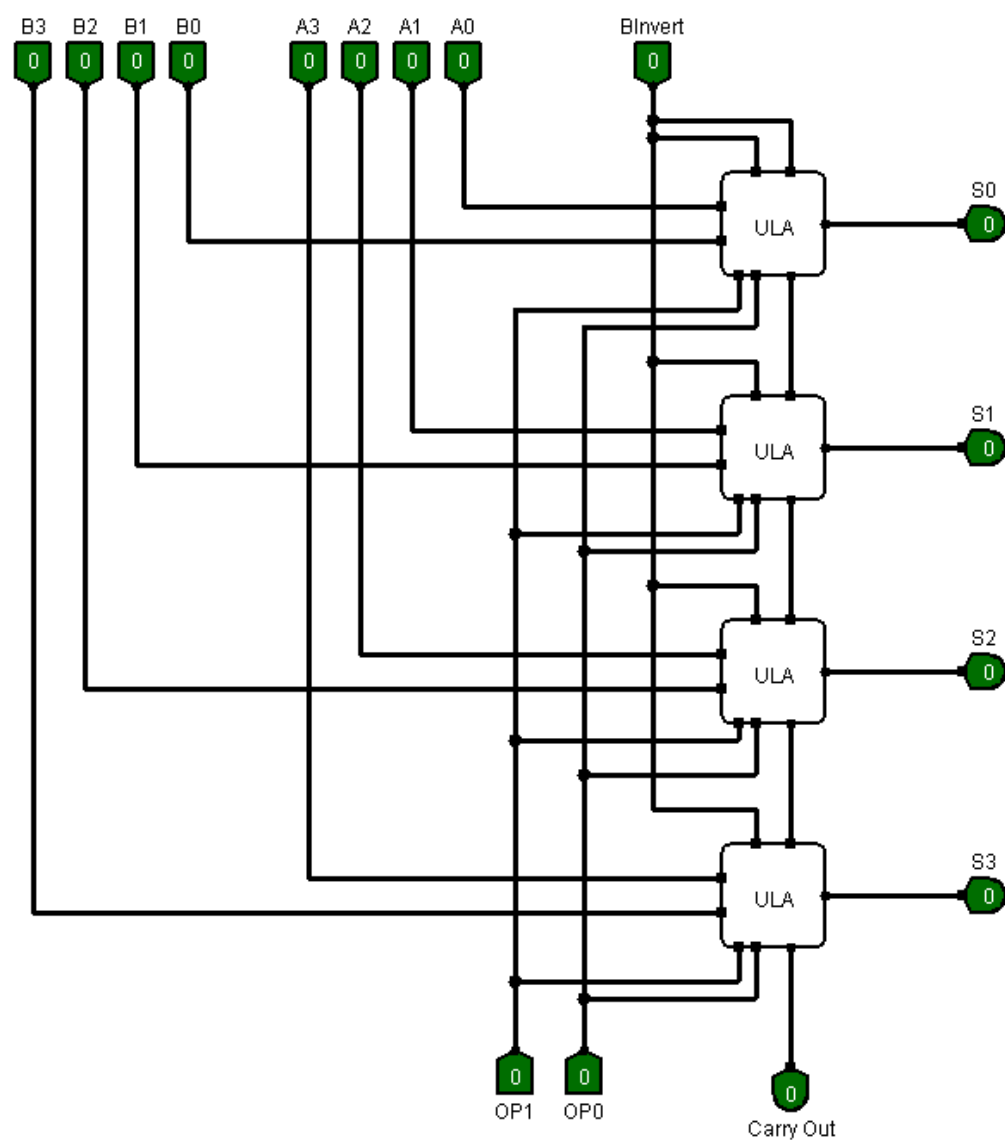 B3 B2 B1 B0 A3 A2 A1 A0 BInvert
0 0 0 0 0 0 0 0 0
S0
ULA 0
S1
ULA 0
S2
ULA 0
S3
ULA 0
0 0 0
OP1 OP0
Carry Out